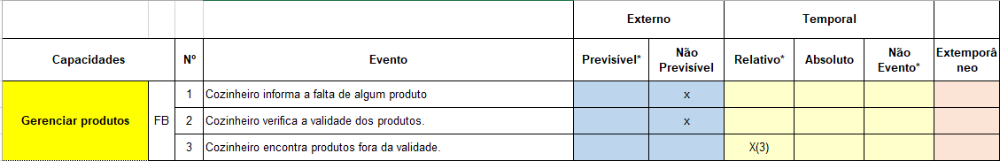 Externo Temporal
Capacidades Nº Evento Previsível* Não Previsível Relativo* Absoluto Não Evento* Extemporâneo
Gerenciar produtos FB 1 Cozinheiro informa a falta de algum produto x
2 Cozinheiro verifica a validade dos produtos. x
3 Cozinheiro encontra produtos fora da validade. X(3)